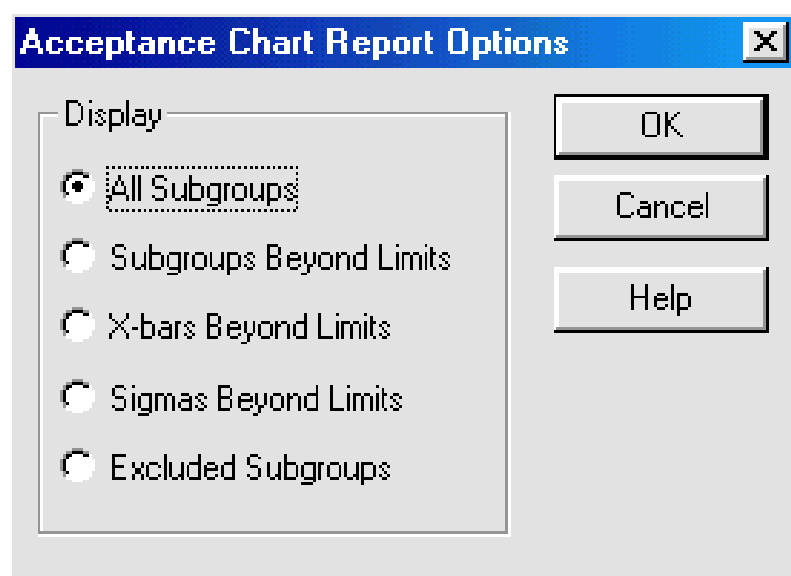 Acceptance Chart Report Options
Display
All Subgroups
Subgroups Beyond Limits
X-bars Beyond Limits
Sigmas Beyond Limits
Excluded Subgroups
OK
Cancel
Help